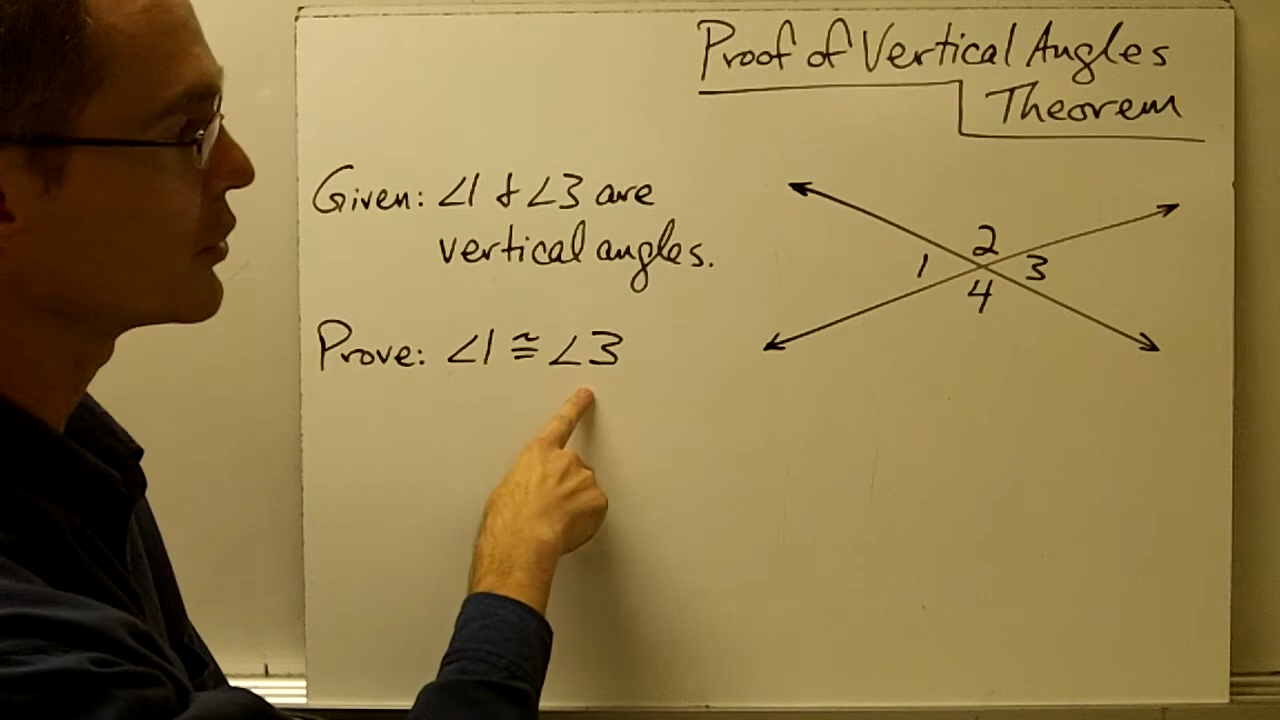 Proof of Vertical Angles
Theorem
Given: ∠1 & ∠3 are
vertical angles.
Prove: ∠1 ≅ ∠3
2
1 3
4